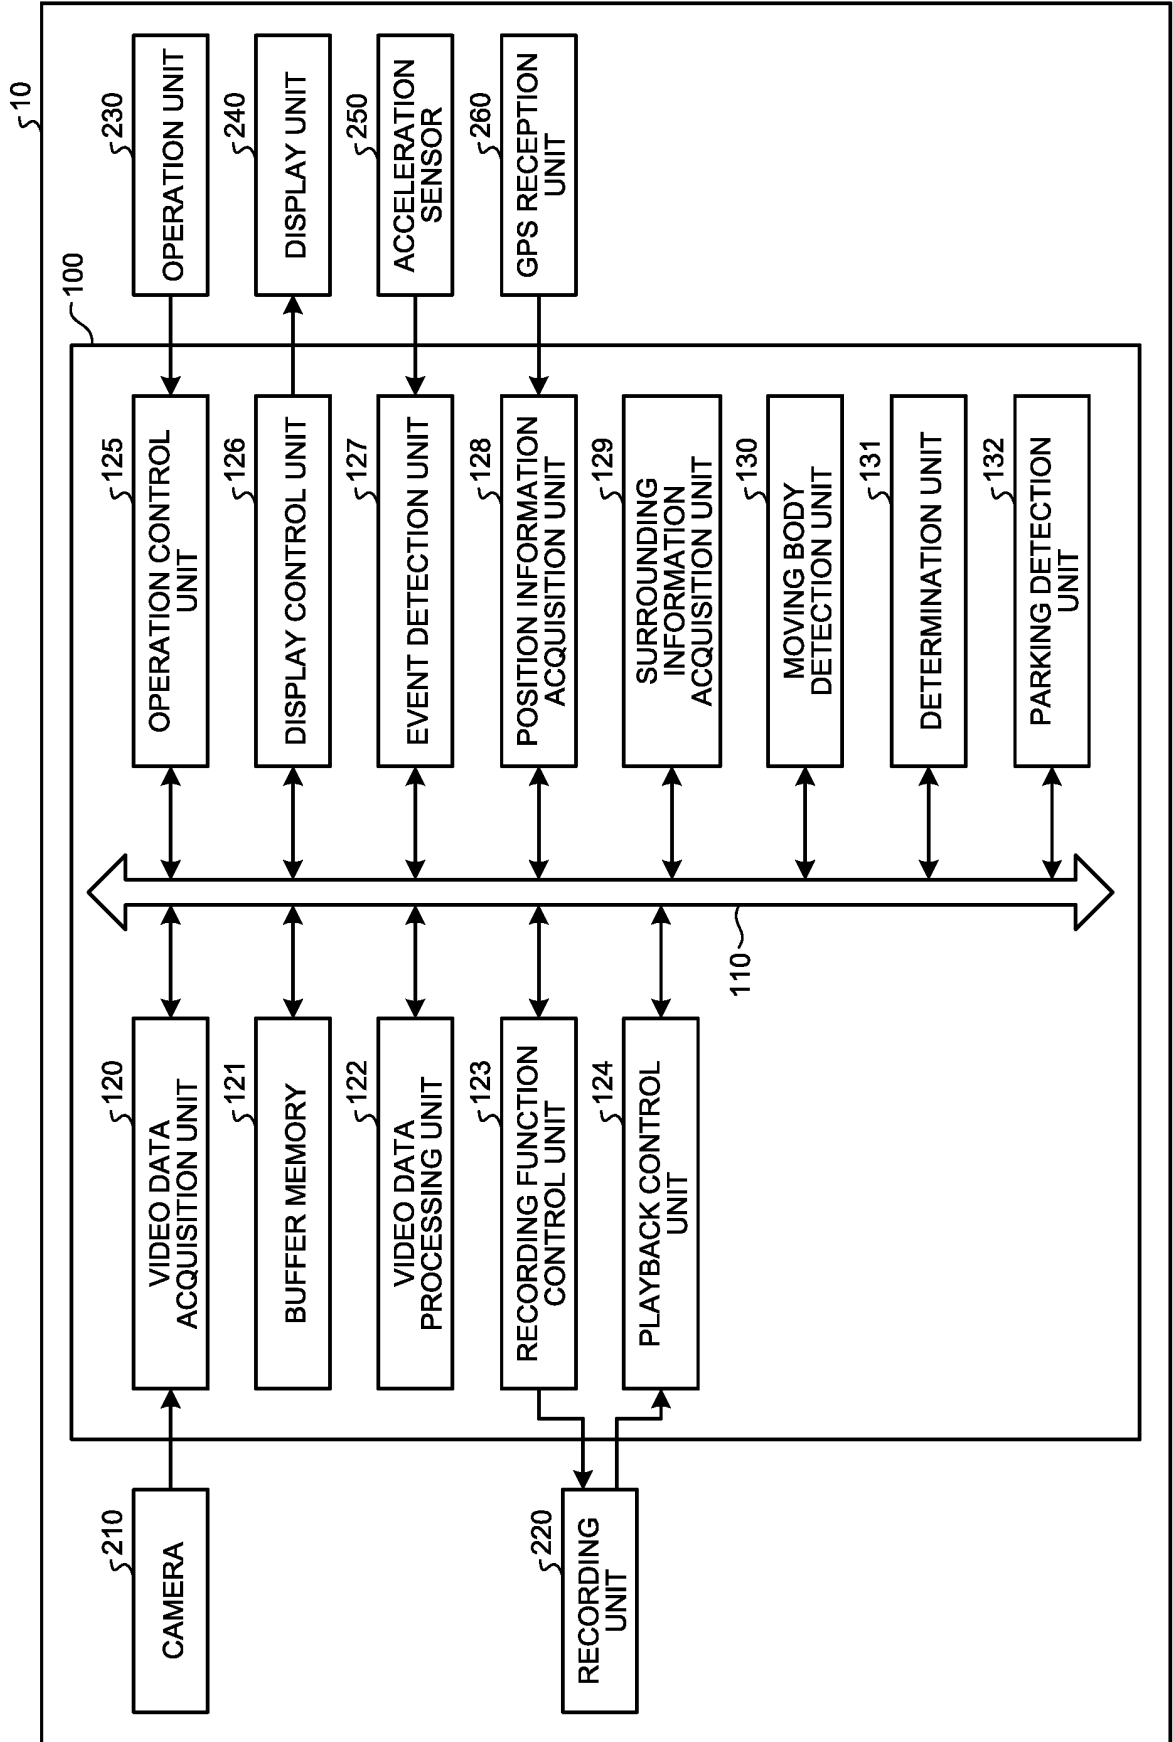 10
100
210
CAMERA
220
RECORDING
UNIT
120
VIDEO DATA
ACQUISITION UNIT
121
BUFFER MEMORY
122
VIDEO DATA
PROCESSING UNIT
123
RECORDING FUNCTION
CONTROL UNIT
124
PLAYBACK CONTROL
UNIT
110
125
OPERATION CONTROL
UNIT
126
DISPLAY CONTROL UNIT
127
EVENT DETECTION UNIT
128
POSITION INFORMATION
ACQUISITION UNIT
129
SURROUNDING
INFORMATION
ACQUISITION UNIT
130
MOVING BODY
DETECTION UNIT
131
DETERMINATION UNIT
132
PARKING DETECTION
UNIT
230
OPERATION UNIT
240
DISPLAY UNIT
250
ACCELERATION
SENSOR
260
GPS RECEPTION
UNIT